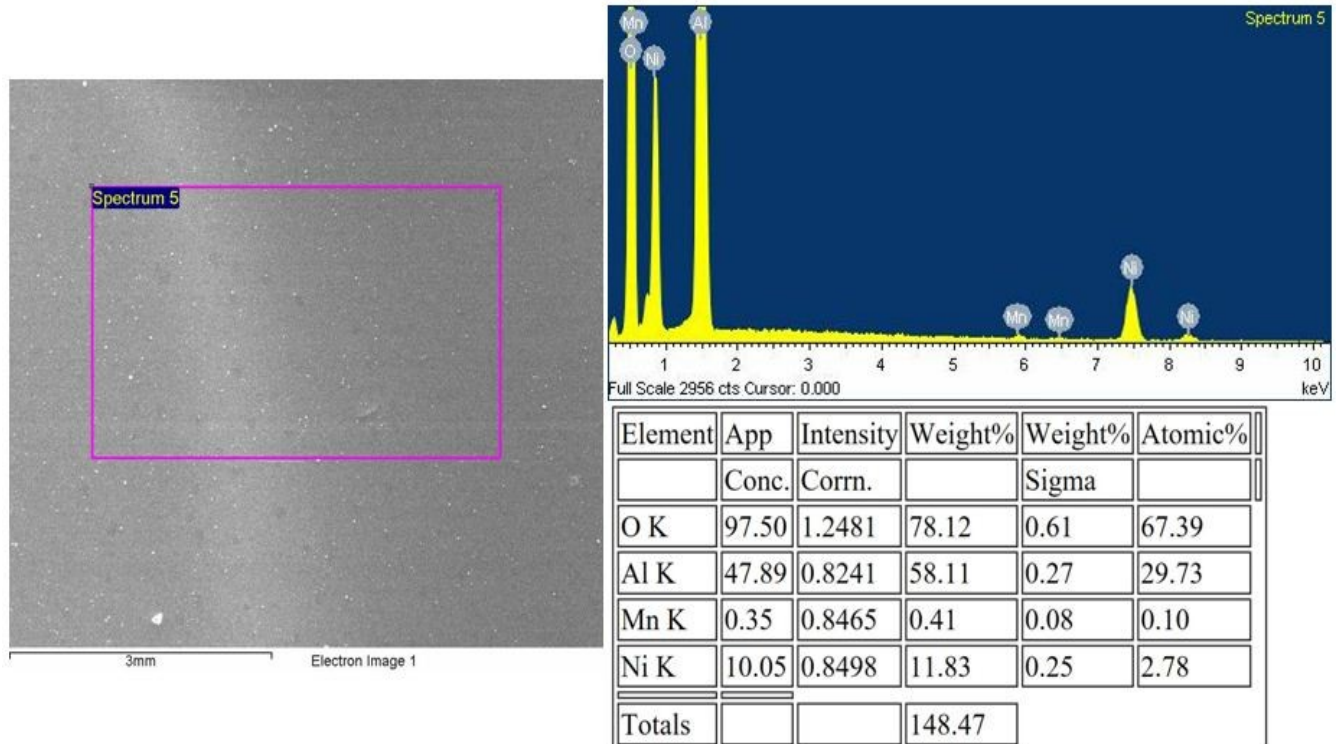 Spectrum 5
3mm
Electron Image 1
Spectrum 5
Mn
Al
O
Ni
Ni
Mn
Mn
Ni
1 2 3 4 5 6 7 8 9 10
Full Scale 2956 cts Cursor: 0.000 keV
Element App Intensity Weight% Weight% Atomic%
Conc. Corrn. Sigma
O K 97.50 1.2481 78.12 0.61 67.39
Al K 47.89 0.8241 58.11 0.27 29.73
Mn K 0.35 0.8465 0.41 0.08 0.10
Ni K 10.05 0.8498 11.83 0.25 2.78
Totals 148.47